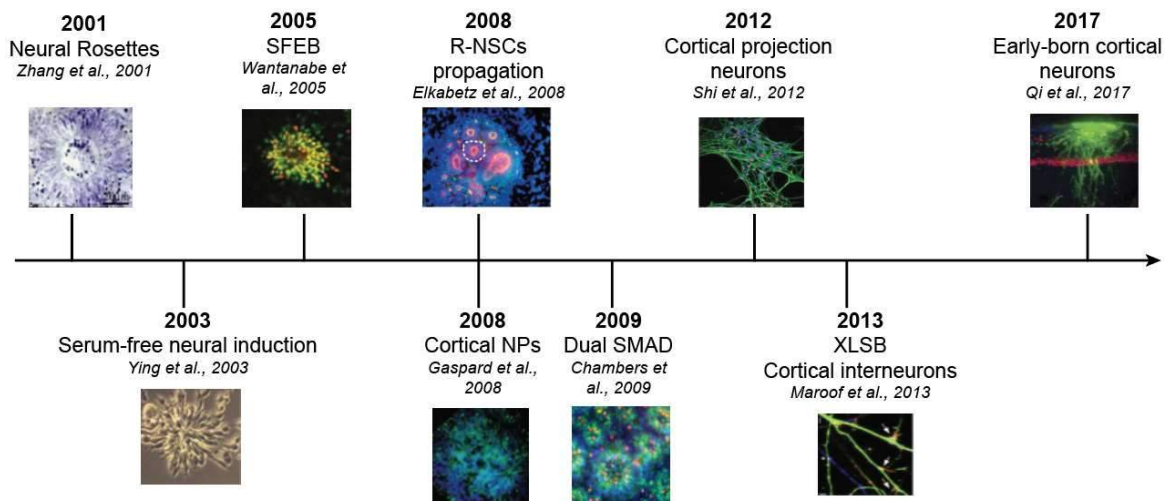 2001
Neural Rosettes
Zhang et al., 2001
2005
SFEB
Wantanabe et
al., 2005
2008
R-NSCs
propagation
Elkabetz et al., 2008
2012
Cortical projection
neurons
Shi et al., 2012
2017
Early-born cortical
neurons
Qi et al., 2017
2003
Serum-free neural induction
Ying et al., 2003
2008
Cortical NPs
Gaspard et al.,
2008
2009
Dual SMAD
Chambers et
al., 2009
2013
XLSB
Cortical interneurons
Maroof et al., 2013